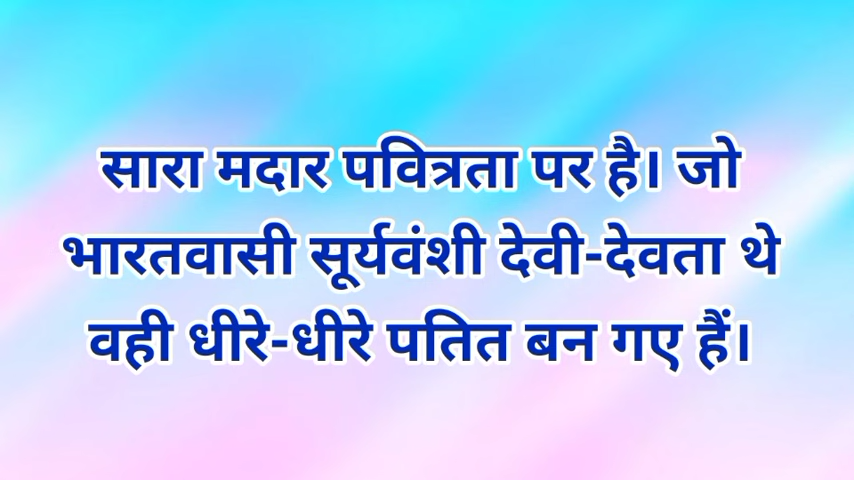 सारा मदार पवित्रता पर है। जो
भारतवासी सूर्यवंशी देवी-देवता थे
वही धीरे-धीरे पतित बन गए हैं।